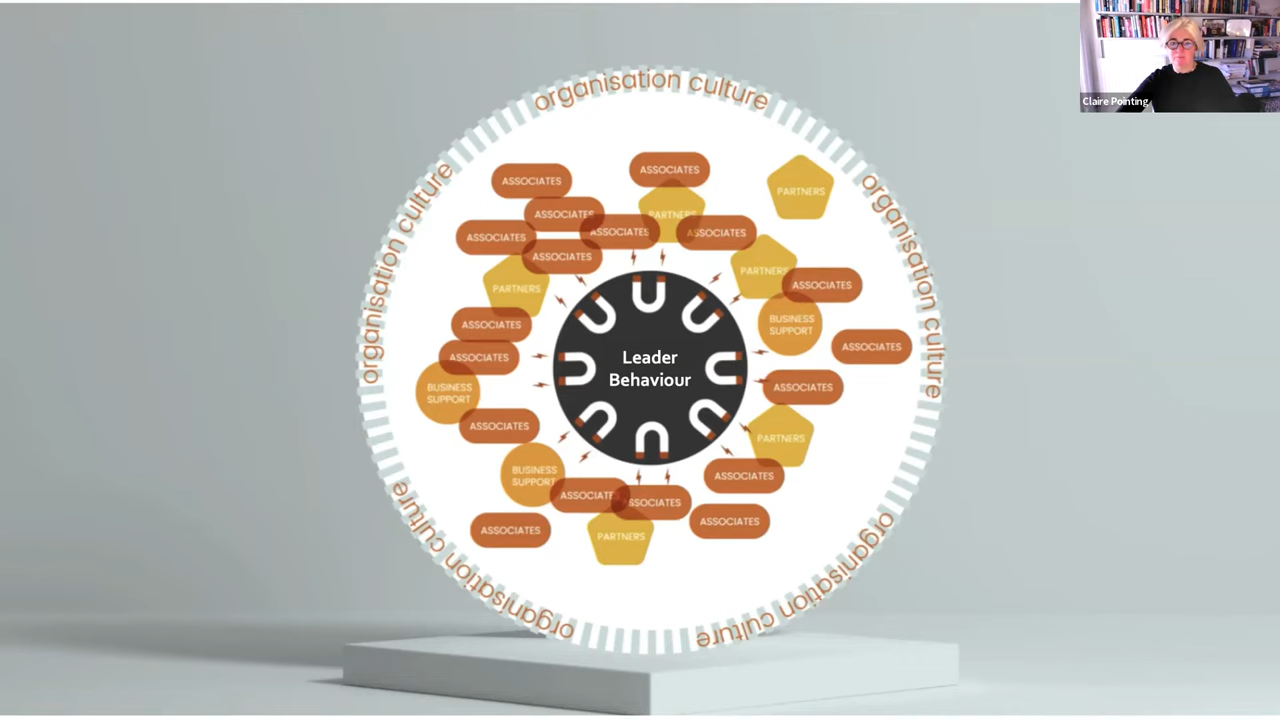 Claire Pointing
organisation culture
organisation culture
organisation culture
organisation culture
organisation culture
organisation culture
ASSOCIATES
ASSOCIATES
PARTNERS
ASSOCIATES
PARTNERS
ASSOCIATES
ASSOCIATES
ASSOCIATES
ASSOCIATES
PARTNERS
ASSOCIATES
PARTNERS
ASSOCIATES
ASSOCIATES
BUSINESS
SUPPORT
ASSOCIATES
ASSOCIATES
Leader
Behaviour
BUSINESS
SUPPORT
ASSOCIATES
ASSOCIATES
PARTNERS
BUSINESS
SUPPORT
ASSOCIATES
ASSOCIATES
ASSOCIATES
ASSOCIATES
ASSOCIATES
PARTNERS